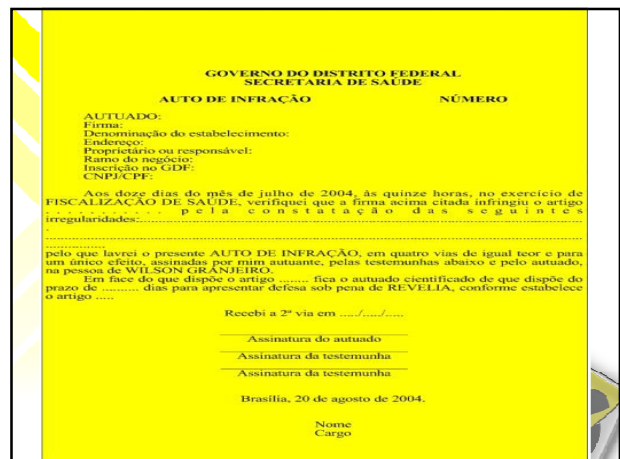 GOVERNO DO DISTRITO FEDERAL
SECRETARIA DE SAÚDE
AUTO DE INFRAÇÃO NÚMERO
AUTUADO:
Firma:
Denominação do estabelecimento:
Endereço:
Proprietário ou responsável:
Ramo do negócio:
Inscrição no GDF:
CNPJ/CPF:
Aos doze dias do mês de julho de 2004, às quinze horas, no exercício de
FISCALIZAÇÃO DE SAÚDE, verifiquei que a firma acima citada infringiu o artigo
. . . . . . . . . . . pela constatação das seguintes
irregularidades:..............................................................................................................
.
..................................................................................................................................
................
pelo que lavrei o presente AUTO DE INFRAÇÃO, em quatro vias de igual teor e para
um único efeito, assinadas por mim autuante, pelas testemunhas abaixo e pelo autuado,
na pessoa de WILSON GRANJEIRO.
Em face do que dispõe o artigo ........ fica o autuado cientificado de que dispõe do
prazo de .......... dias para apresentar defesa sob pena de REVELIA, conforme estabelece
o artigo .....
Recebi a 2ª via em ...../...../.....
Assinatura do autuado
Assinatura da testemunha
Assinatura da testemunha
Brasília, 20 de agosto de 2004.
Nome
Cargo